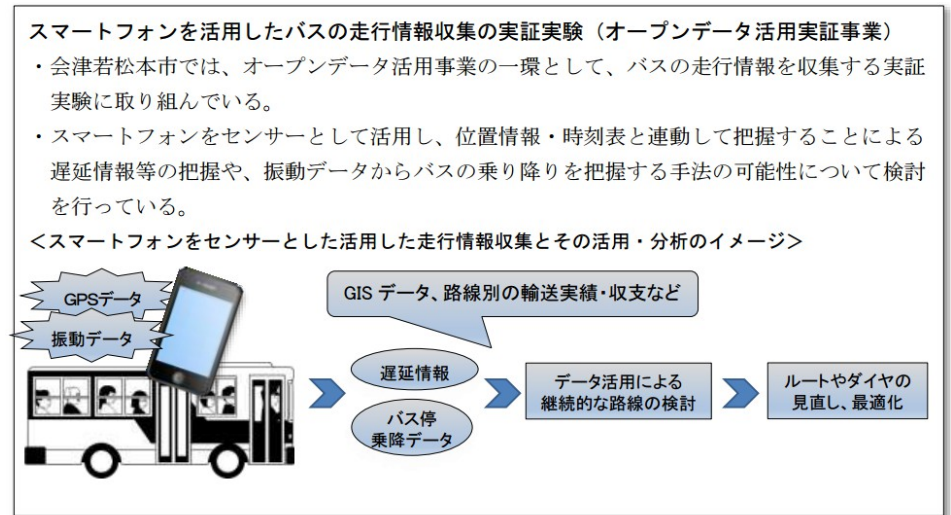 スマートフォンを活用したバスの走行情報収集の実証実験（オープンデータ活用実証事業）
・会津若松本市では、オープンデータ活用事業の一環として、バスの走行情報を収集する実証
実験に取り組んでいる。
・スマートフォンをセンサーとして活用し、位置情報・時刻表と連動して把握することによる
遅延情報等の把握や、振動データからバスの乗り降りを把握する手法の可能性について検討
を行っている。
＜スマートフォンをセンサーとした活用した走行情報収集とその活用・分析のイメージ＞
GPSデータ
振動データ
GIS データ、路線別の輸送実績・収支など
遅延情報
バス停
乗降データ
データ活用による
継続的な路線の検討
ルートやダイヤの
見直し、最適化